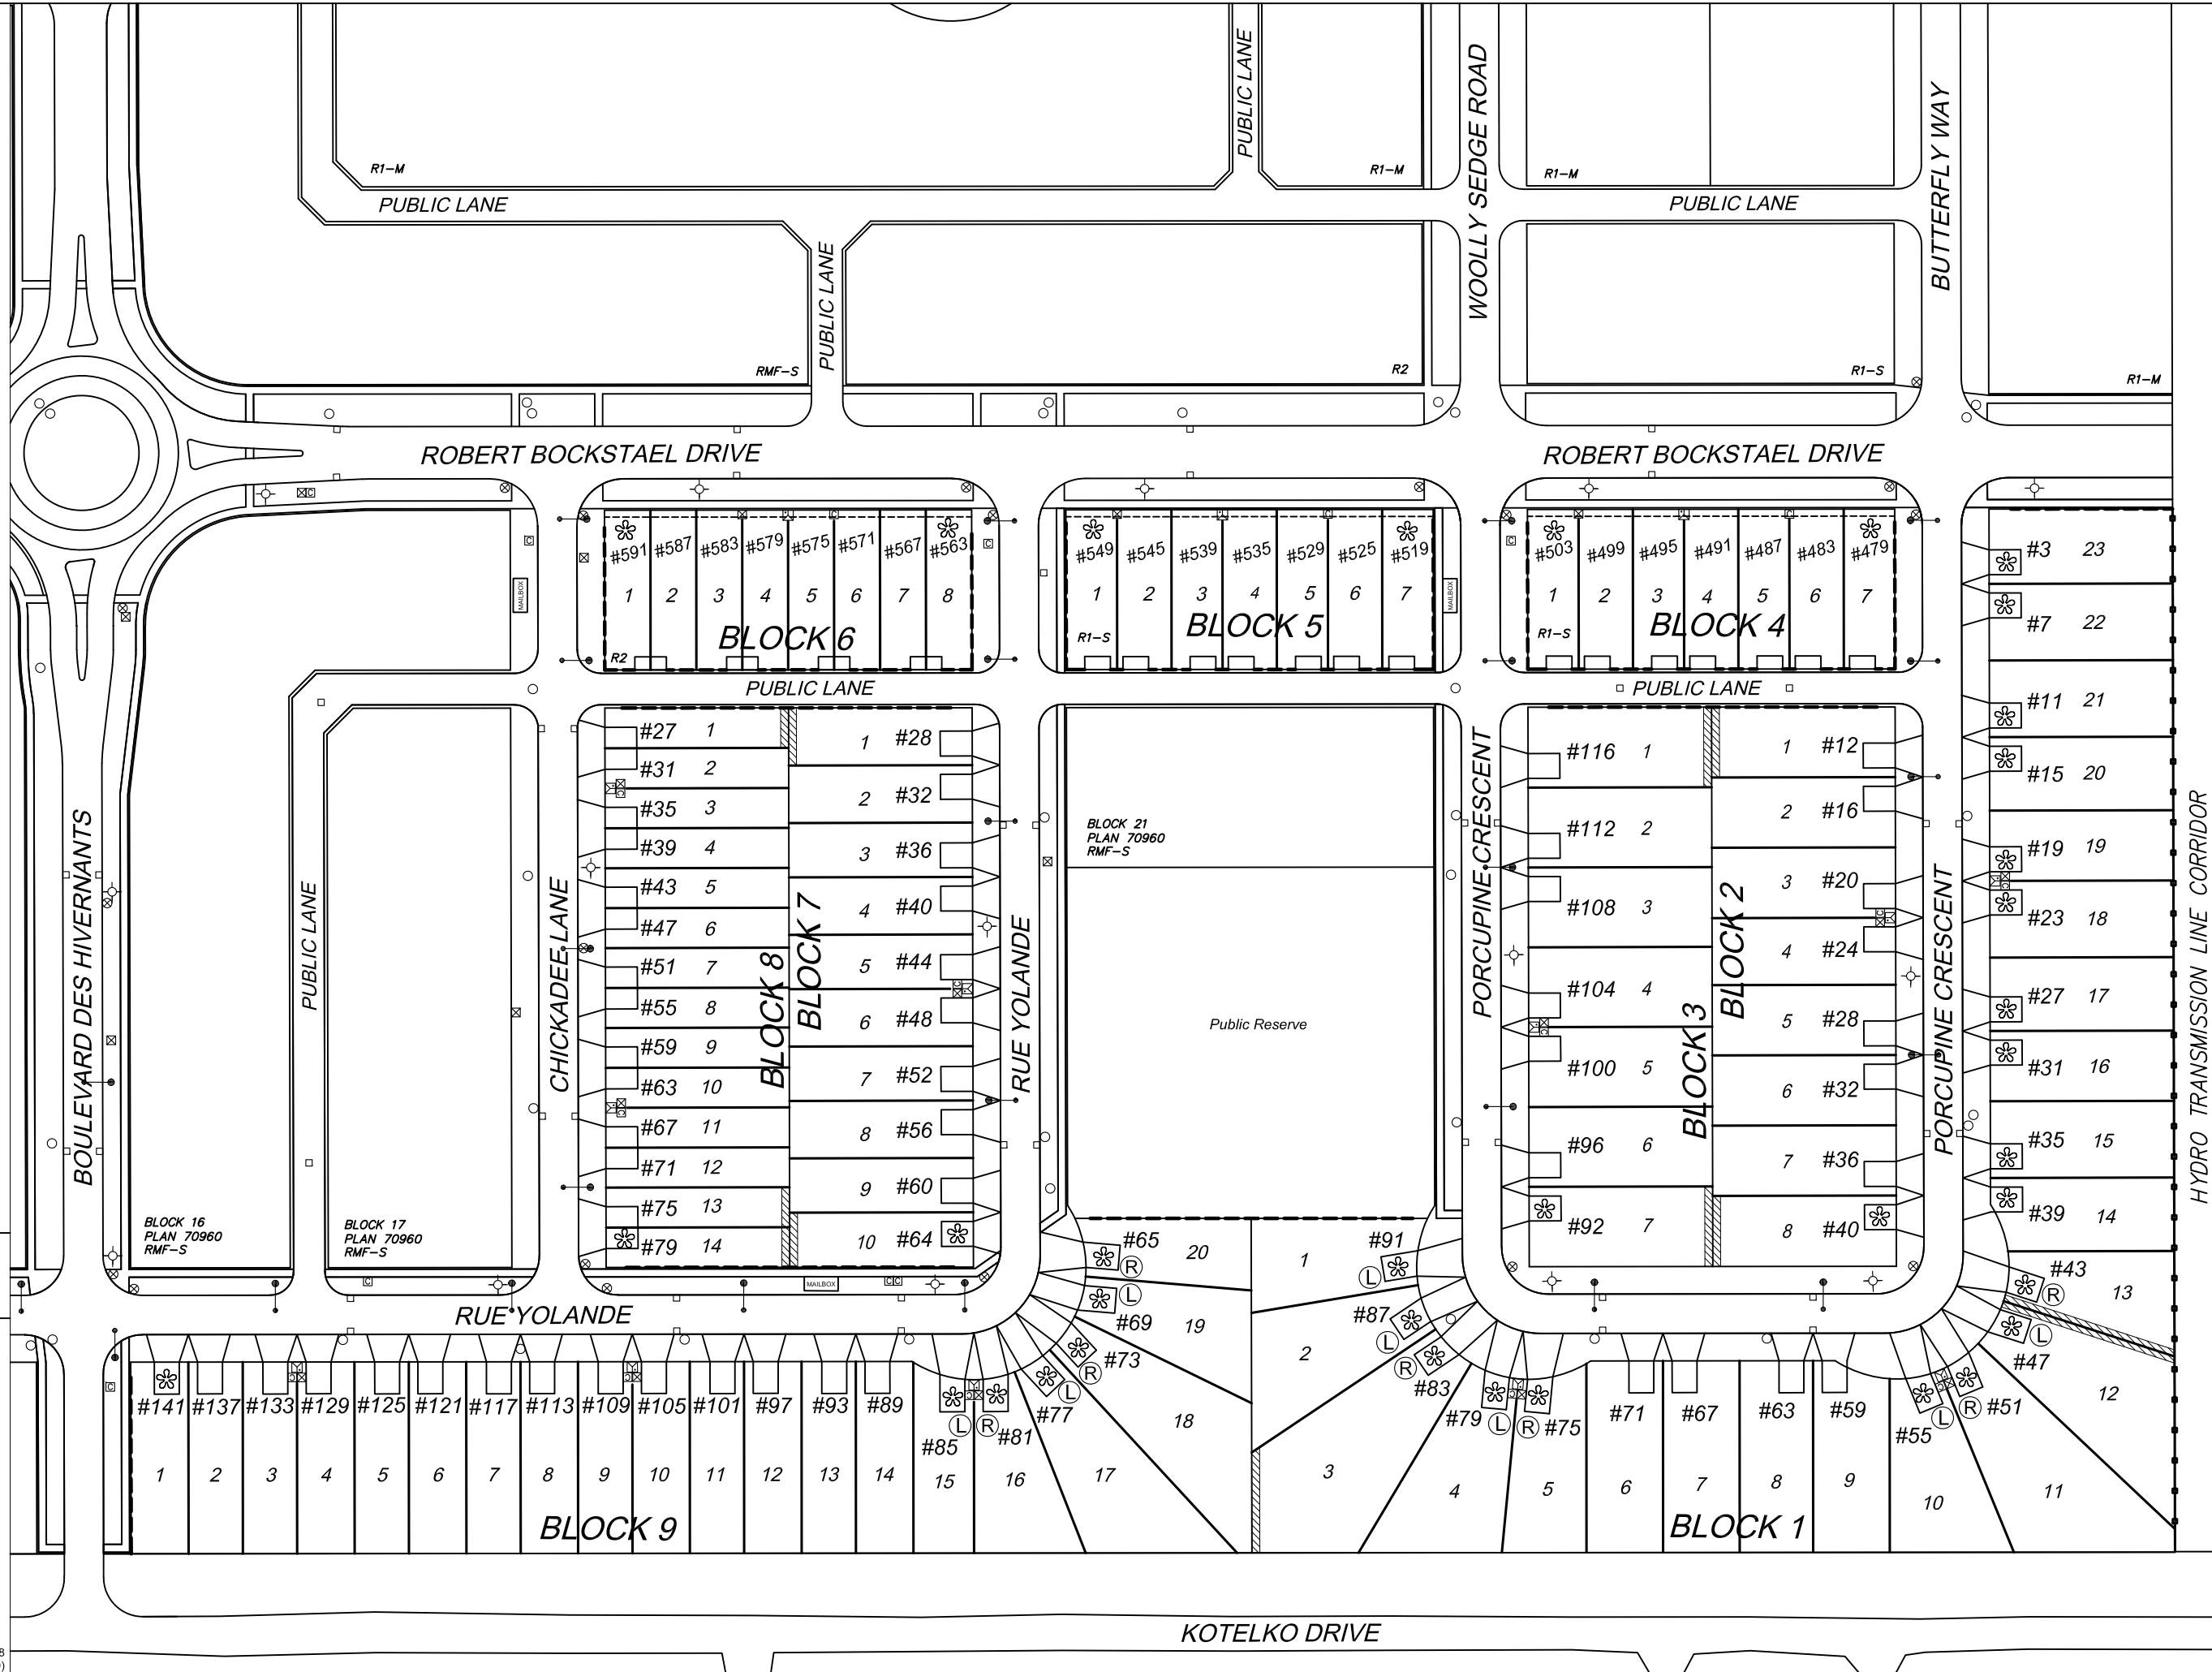 PUBLIC LANE
WOOLLY SEDGE ROAD
BUTTERFLY WAY
R1-M
R1-M
R1-M
PUBLIC LANE
PUBLIC LANE
PUBLIC LANE
RMF-S
R2
R1-S
R1-M
ROBERT BOCKSTAEL DRIVE
ROBERT BOCKSTAEL DRIVE
MAILBOX
#591 #587 #583 #579 #575 #571 #567 #563
1 2 3 4 5 6 7 8
BLOCK 6
R2
#549 #545 #539 #535 #529 #525 #519
1 2 3 4 5 6 7
BLOCK 5
R1-S
MAILBOX
#503 #499 #495 #491 #487 #483 #479
1 2 3 4 5 6 7
BLOCK 4
R1-S
PUBLIC LANE
PUBLIC LANE
#3 23
#7 22
#11 21
#15 20
#19 19
#23 18
#27 17
#31 16
#35 15
#39 14
#43 13
R
L
#47
12
HYDRO TRANSMISSION LINE CORRIDOR
BOULEVARD DES HIVERNANTS
PUBLIC LANE
BLOCK 16
PLAN 70960
RMF-S
BLOCK 17
PLAN 70960
RMF-S
CHICKADEE LANE
#27 1
#31 2
#35 3
#39 4
#43 5
#47 6
#51 7
#55 8
#59 9
#63 10
#67 11
#71 12
#75 13
#79 14
BLOCK 8
BLOCK 7
1 #28
2 #32
3 #36
4 #40
5 #44
6 #48
7 #52
8 #56
9 #60
10 #64
MAILBOX
RUE YOLANDE
BLOCK 21
PLAN 70960
RMF-S
Public Reserve
PORCUPINE CRESCENT
#116 1
#112 2
#108 3
#104 4
#100 5
#96 6
#92 7
BLOCK 3
BLOCK 2
1 #12
2 #16
3 #20
4 #24
5 #28
6 #32
7 #36
8 #40
PORCUPINE CRESCENT
RUE YOLANDE
#65 20
R
L
#69 19
#73
R
18
L
#77
17
#141 #137 #133 #129 #125 #121 #117 #113 #109 #105 #101 #97 #93 #89
L R
#85 #81
1 2 3 4 5 6 7 8 9 10 11 12 13 14 15 16
BLOCK 9
1 #91
L
#87
L
2
R
#83
3
#79 L R #75
#71 #67 #63 #59
#55 L R #51
4 5 6 7 8 9 10 11
BLOCK 1
KOTELKO DRIVE